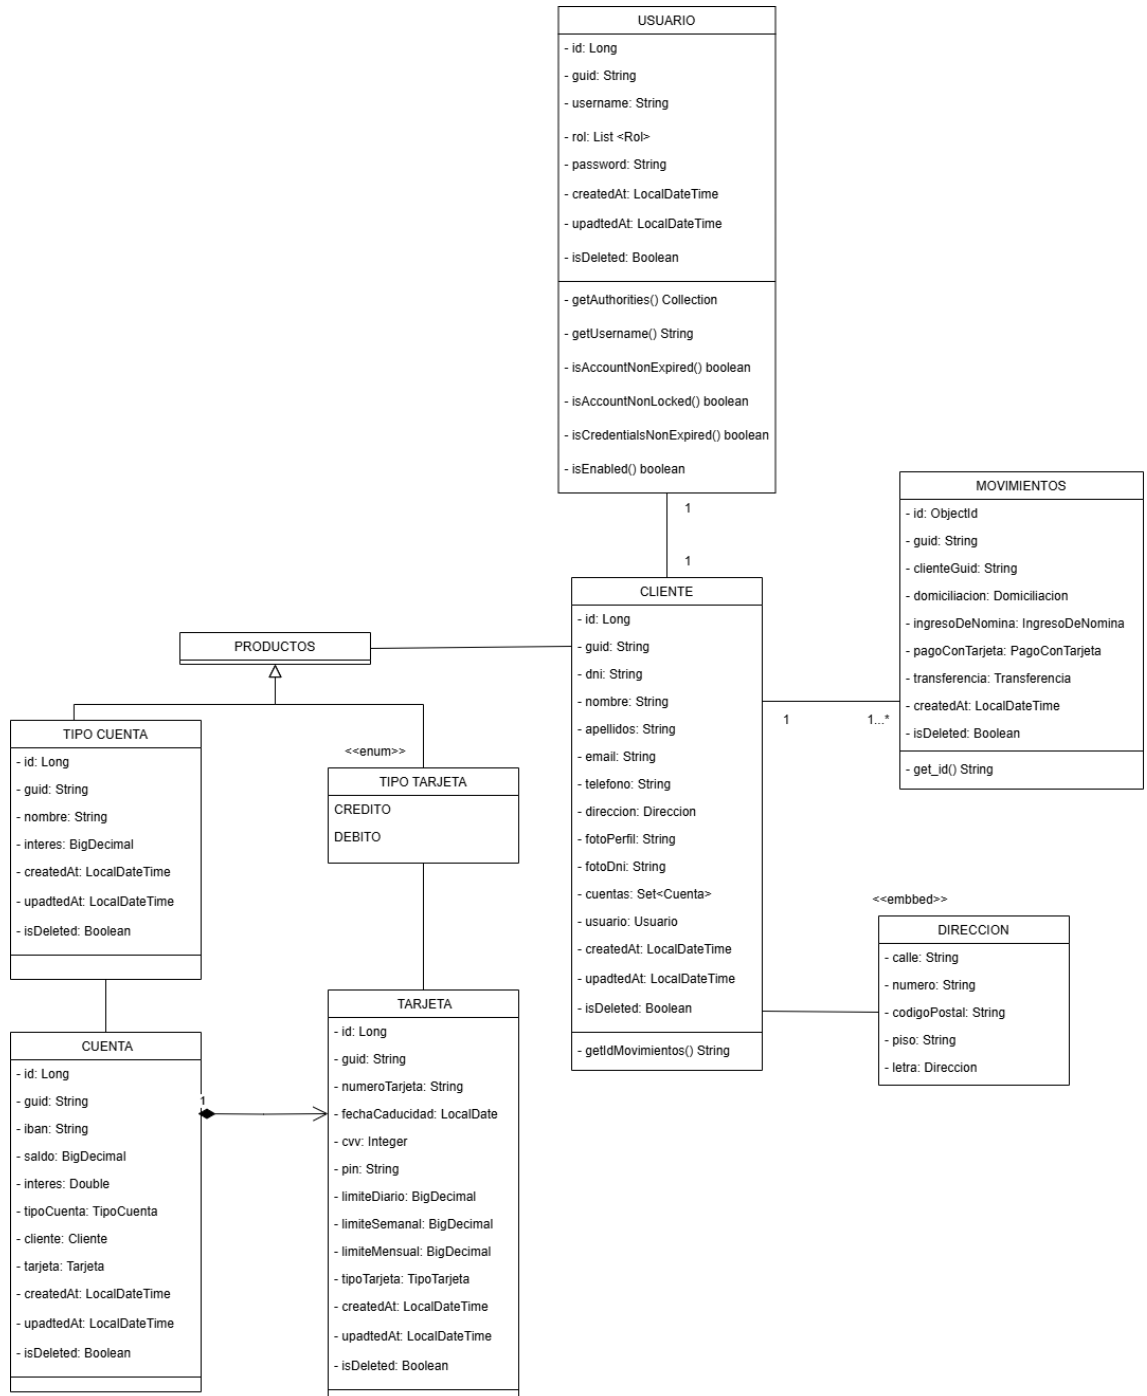 USUARIO
- id: Long
- guid: String
- username: String
- rol: List <Rol>
- password: String
- createdAt: LocalDateTime
- upadtedAt: LocalDateTime
- isDeleted: Boolean
- getAuthorities() Collection
- getUsername() String
- isAccountNonExpired() boolean
- isAccountNonLocked() boolean
- isCredentialsNonExpired() boolean
- isEnabled() boolean
1
1
MOVIMIENTOS
- id: ObjectId
- guid: String
- clienteGuid: String
- domiciliacion: Domiciliacion
- ingresoDeNomina: IngresoDeNomina
- pagoConTarjeta: PagoConTarjeta
- transferencia: Transferencia
- createdAt: LocalDateTime
- isDeleted: Boolean
- get_id() String
CLIENTE
- id: Long
- guid: String
- dni: String
- nombre: String
- apellidos: String
- email: String
- telefono: String
- direccion: Direccion
- fotoPerfil: String
- fotoDni: String
- cuentas: Set<Cuenta>
- usuario: Usuario
- createdAt: LocalDateTime
- upadtedAt: LocalDateTime
- isDeleted: Boolean
- getIdMovimientos() String
1
1...*
PRODUCTOS
TIPO CUENTA
- id: Long
- guid: String
- nombre: String
- interes: BigDecimal
- createdAt: LocalDateTime
- upadtedAt: LocalDateTime
- isDeleted: Boolean
<<enum>>
TIPO TARJETA
CREDITO
DEBITO
<<embbed>>
DIRECCION
- calle: String
- numero: String
- codigoPostal: String
- piso: String
- letra: Direccion
CUENTA
- id: Long
- guid: String
- iban: String
- saldo: BigDecimal
- interes: Double
- tipoCuenta: TipoCuenta
- cliente: Cliente
- tarjeta: Tarjeta
- createdAt: LocalDateTime
- upadtedAt: LocalDateTime
- isDeleted: Boolean
1
TARJETA
- id: Long
- guid: String
- numeroTarjeta: String
- fechaCaducidad: LocalDate
- cvv: Integer
- pin: String
- limiteDiario: BigDecimal
- limiteSemanal: BigDecimal
- limiteMensual: BigDecimal
- tipoTarjeta: TipoTarjeta
- createdAt: LocalDateTime
- upadtedAt: LocalDateTime
- isDeleted: Boolean